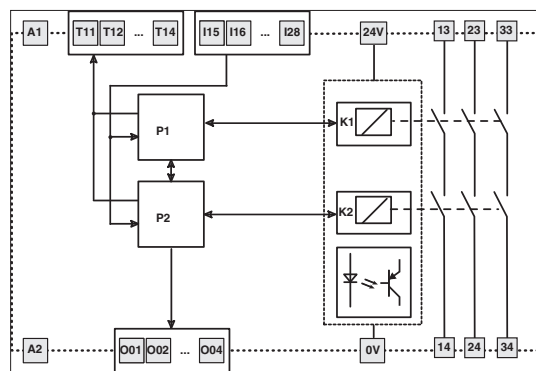 A1 T11 T12 ... T14 I15 I16 ... I28 24V 13 23 33
P1 K1
P2 K2
A2 O01 O02 ... O04 0V 14 24 34